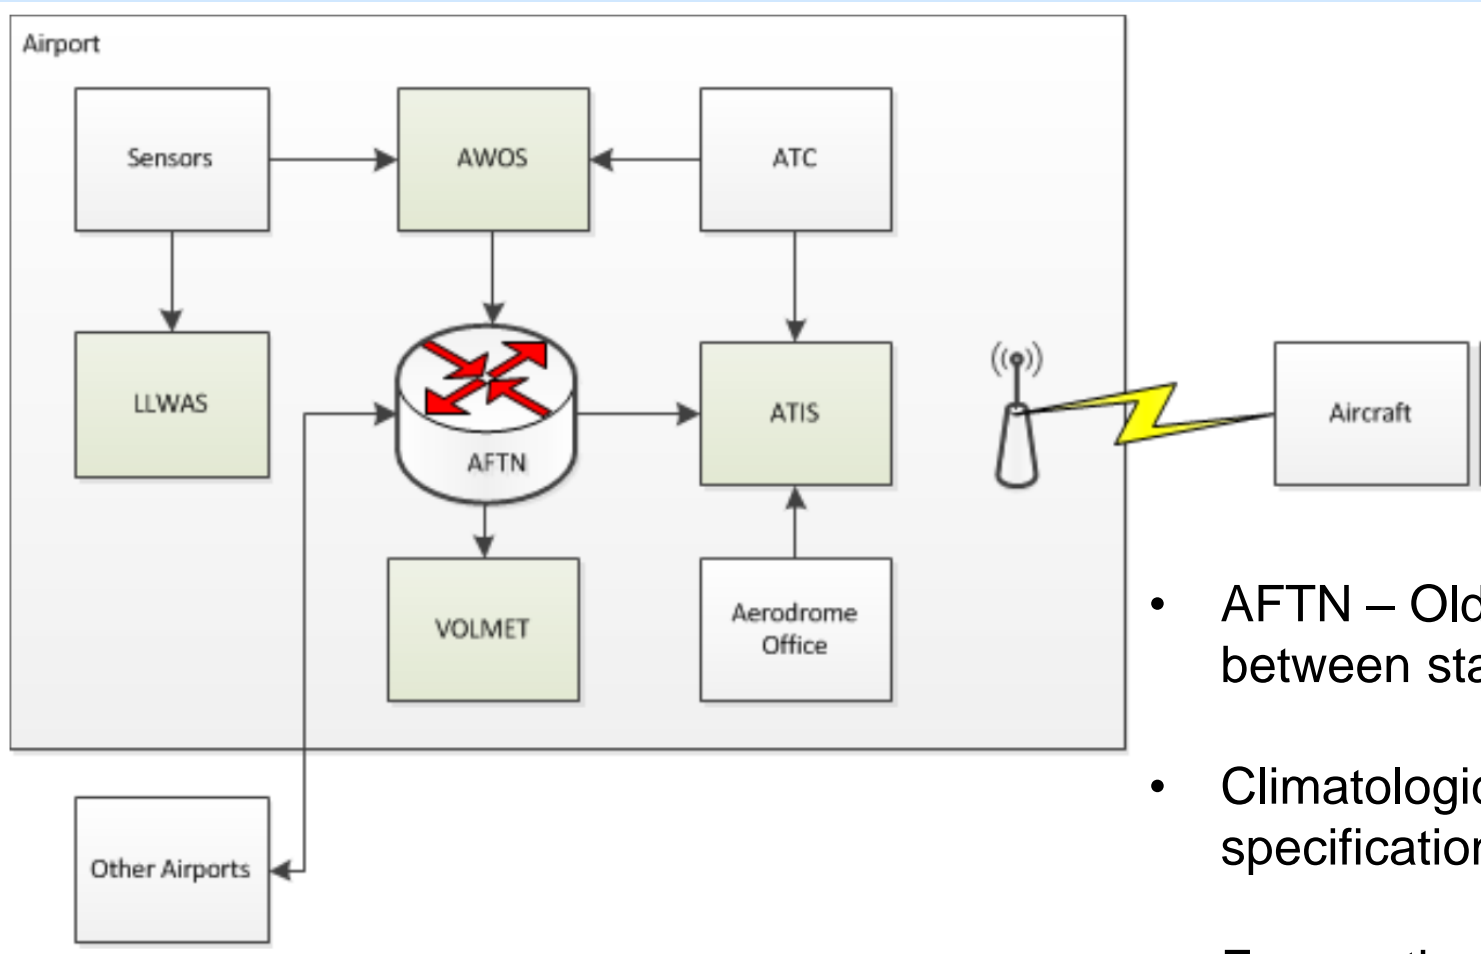 Airport
Sensors
AWOS
ATC
LLWAS
AFTN
ATIS
Aircraft
VOLMET
Aerodrome
Office
Other Airports
• AFTN – Old
between sta
• Climatologic
specification